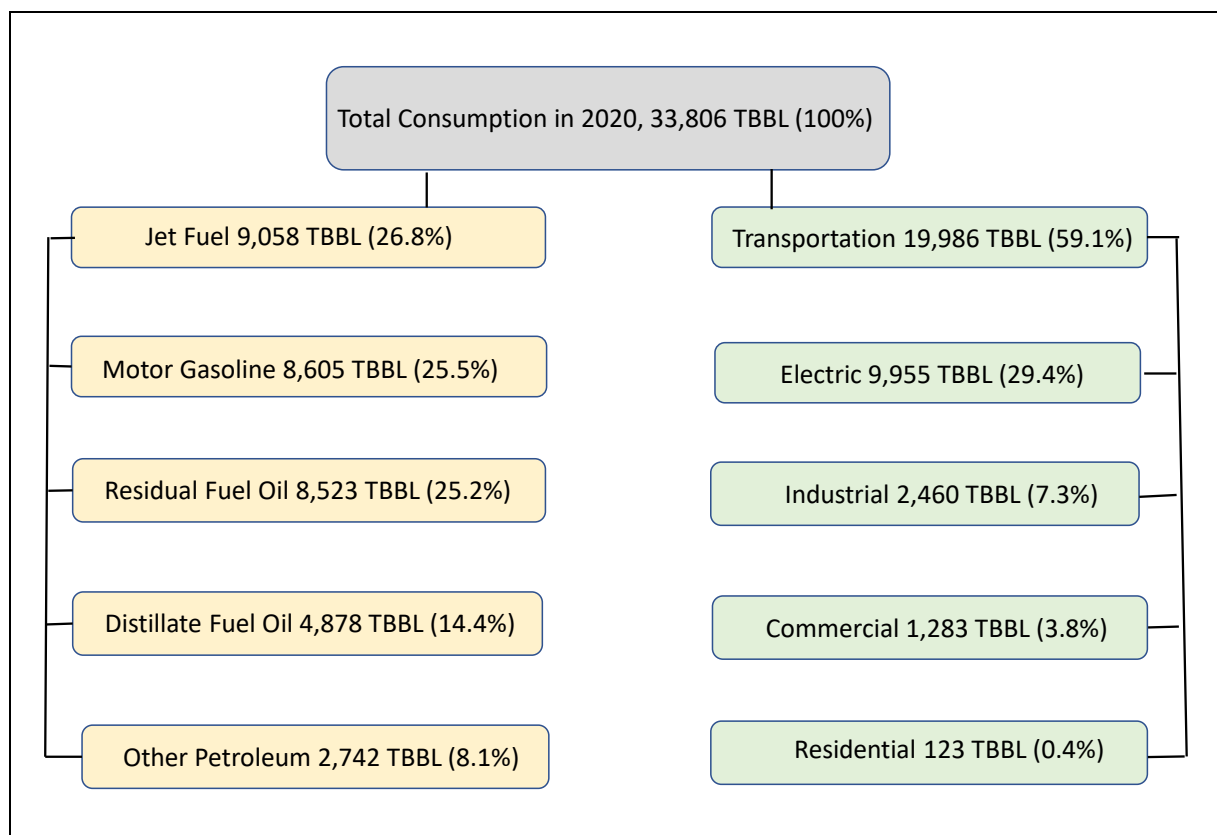 Total Consumption in 2020, 33,806 TBBL (100%)
Jet Fuel 9,058 TBBL (26.8%)
Motor Gasoline 8,605 TBBL (25.5%)
Residual Fuel Oil 8,523 TBBL (25.2%)
Distillate Fuel Oil 4,878 TBBL (14.4%)
Other Petroleum 2,742 TBBL (8.1%)
Transportation 19,986 TBBL (59.1%)
Electric 9,955 TBBL (29.4%)
Industrial 2,460 TBBL (7.3%)
Commercial 1,283 TBBL (3.8%)
Residential 123 TBBL (0.4%)